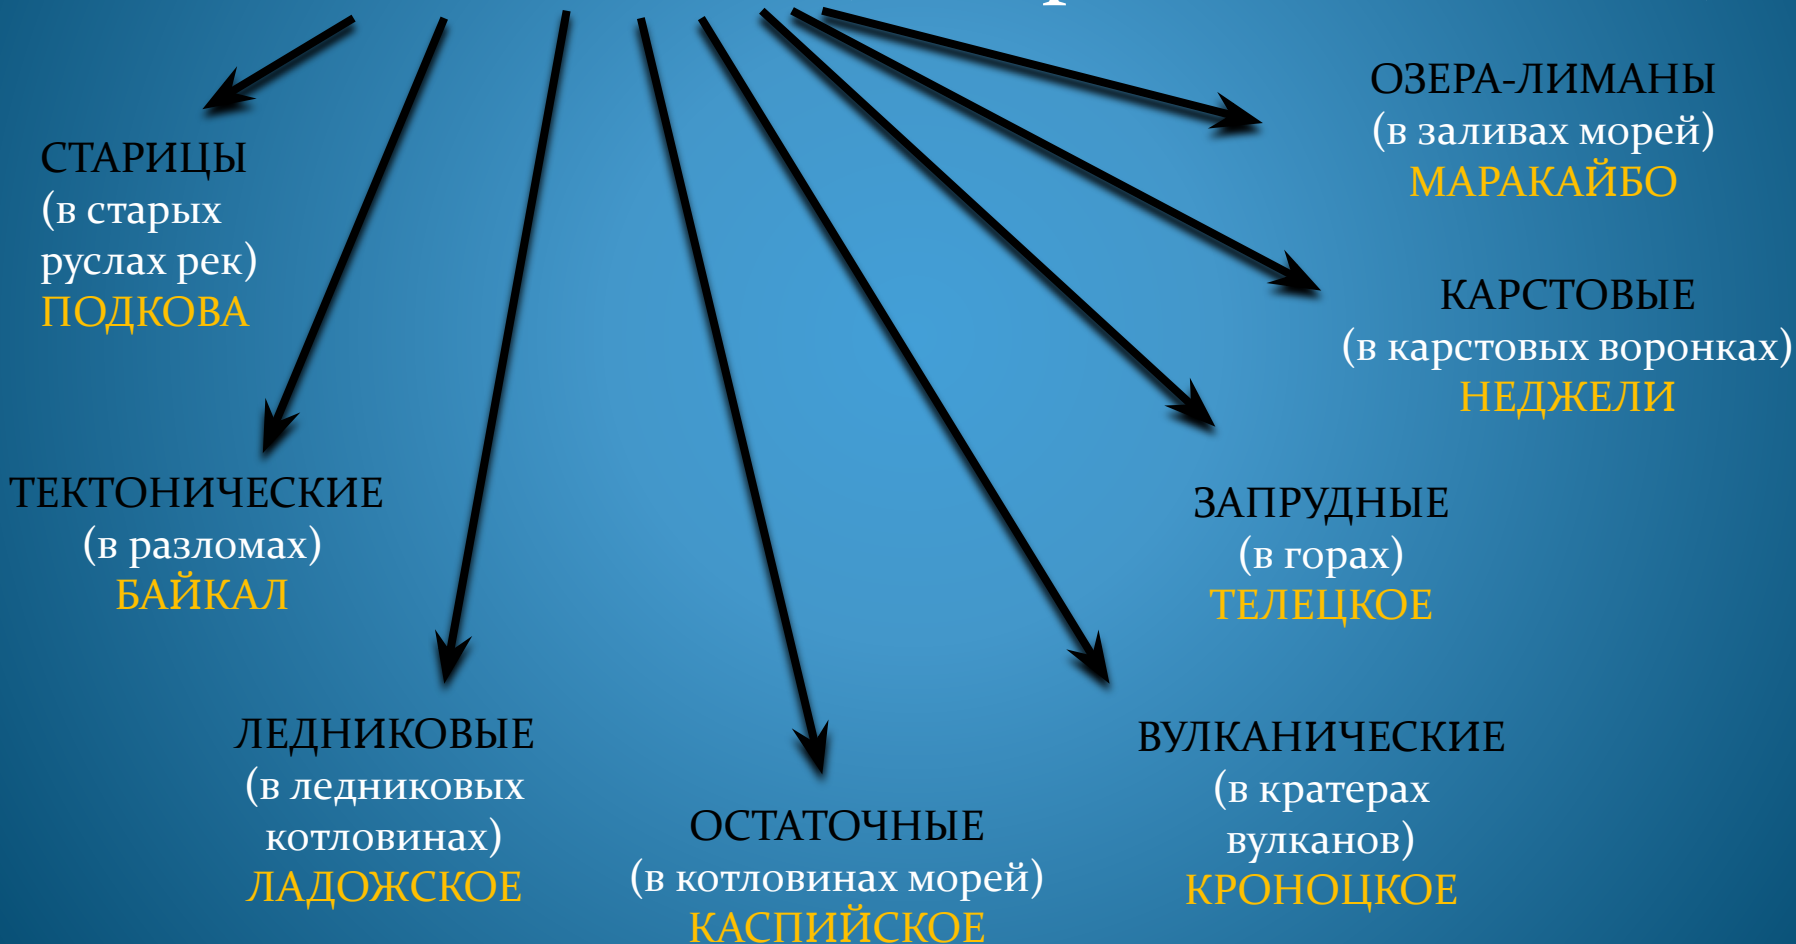 СТАРИЦЫ
(в старых
руслах рек)
ПОДКОВА
ТЕКТОНИЧЕСКИЕ
(в разломах)
БАЙКАЛ
ЛЕДНИКОВЫЕ
(в ледниковых
котловинах)
ЛАДОЖСКОЕ
ОСТАТОЧНЫЕ
(в котловинах морей)
КАСПИЙСКОЕ
ВУЛКАНИЧЕСКИЕ
(в кратерах
вулканов)
КРОНОЦКОЕ
ЗАПРУДНЫЕ
(в горах)
ТЕЛЕЦКОЕ
КАРСТОВЫЕ
(в карстовых воронках)
НЕДЖЕЛИ
ОЗЕРА-ЛИМАНЫ
(в заливах морей)
МАРАКАЙБО